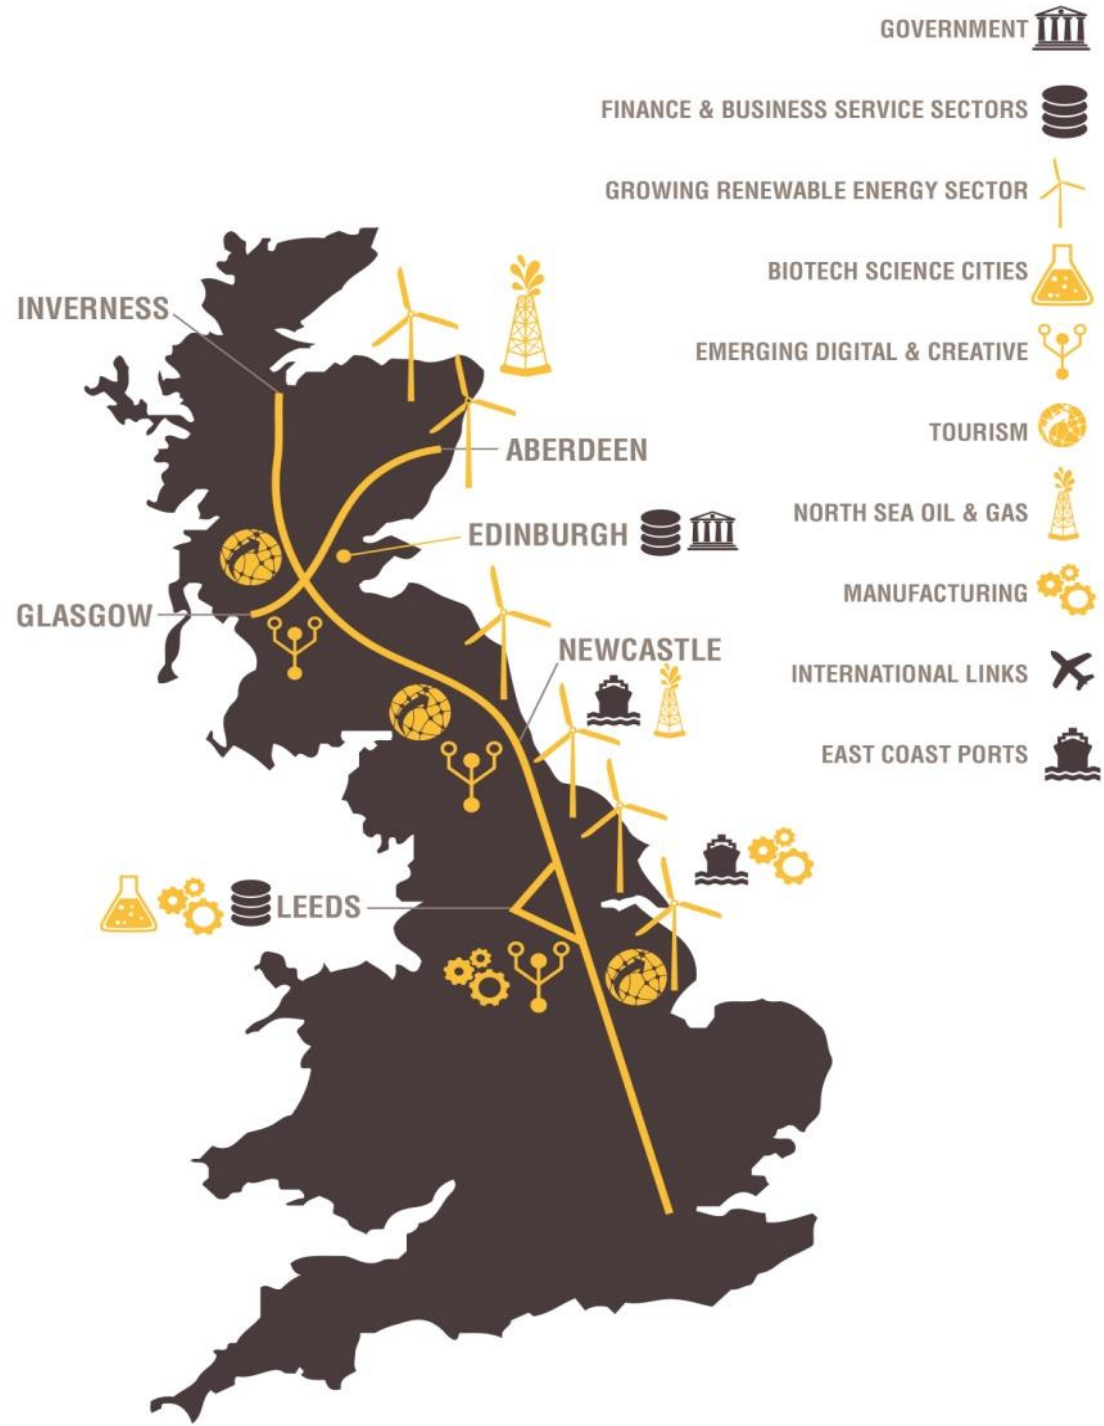 GOVERNMENT
FINANCE & BUSINESS SERVICE SECTORS
GROWING RENEWABLE ENERGY SECTOR
BIOTECH SCIENCE CITIES
EMERGING DIGITAL & CREATIVE
TOURISM
NORTH SEA OIL & GAS
MANUFACTURING
INTERNATIONAL LINKS
EAST COAST PORTS
INVERNESS
ABERDEEN
EDINBURGH
GLASGOW
NEWCASTLE
LEEDS